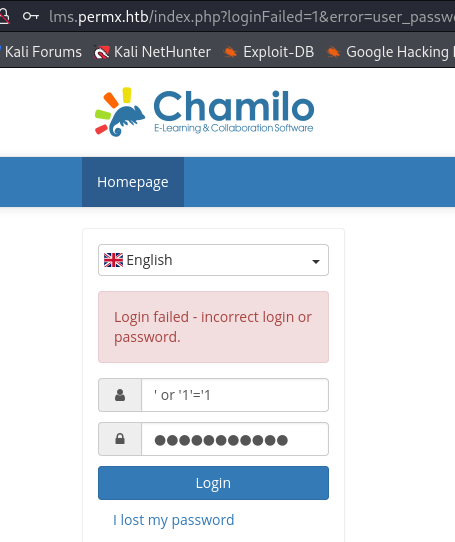 lms.permx.htb/index.php?loginFailed=1&error=user_passw
Kali Forums Kali NetHunter Exploit-DB Google Hacking
Chamilo
E-Learning & Collaboration Software
Homepage
English
Login failed - incorrect login or
password.
' or '1'='1
Login
I lost my password